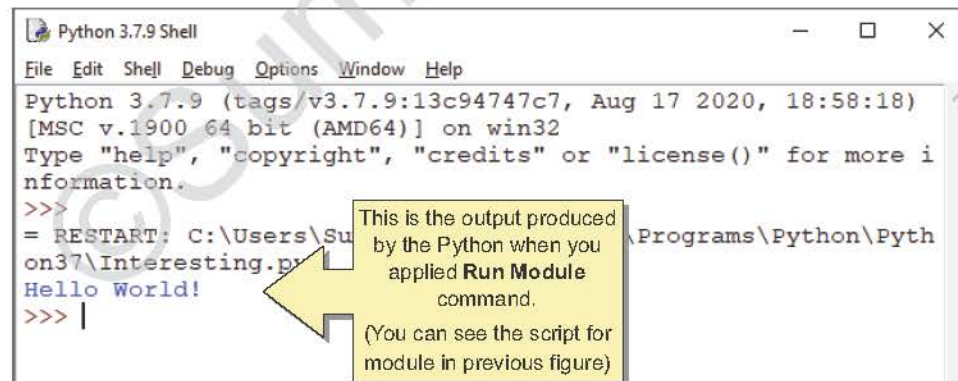 Python 3.7.9 Shell
File Edit Shell Debug Options Window Help
Python 3.7.9 (tags/v3.7.9:13c94747c7, Aug 17 2020, 18:58:18)
[MSC v.1900 64 bit (AMD64)] on win32
Type "help", "copyright", "credits" or "license()" for more i
nformation.
>>>
= RESTART: C:\Users\Su \Programs\Python\Pyth
on37\Interesting.py
Hello World!
>>>
This is the output produced
by the Python when you
applied Run Module
command.
(You can see the script for
module in previous figure)
©Sum